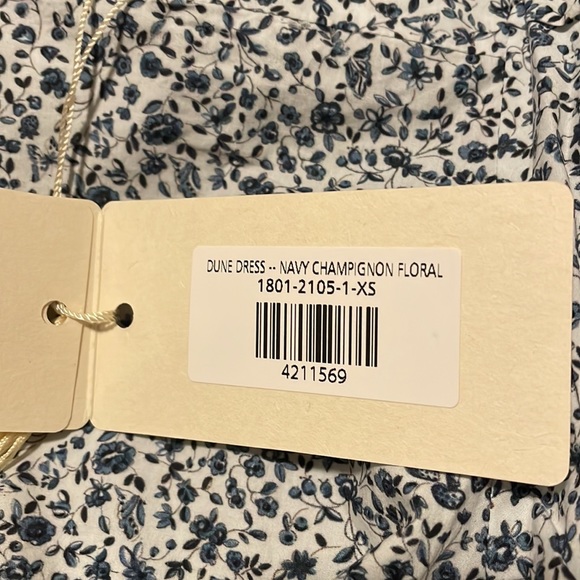 DUNE DRESS -- NAVY CHAMPIGNON FLORAL
1801-2105-1-XS
4211569